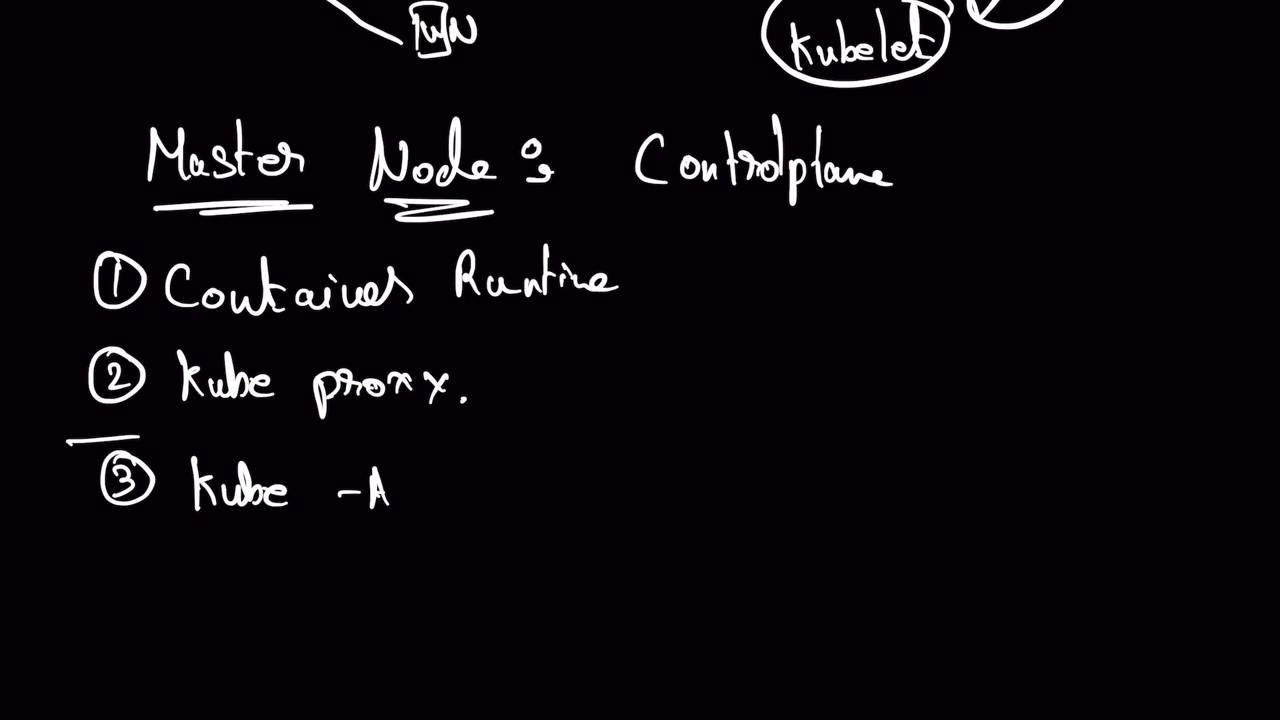 WN
Kubelet
Master Node : Controlplane
① Container Runtime
② Kube proxy.
③ Kube -A